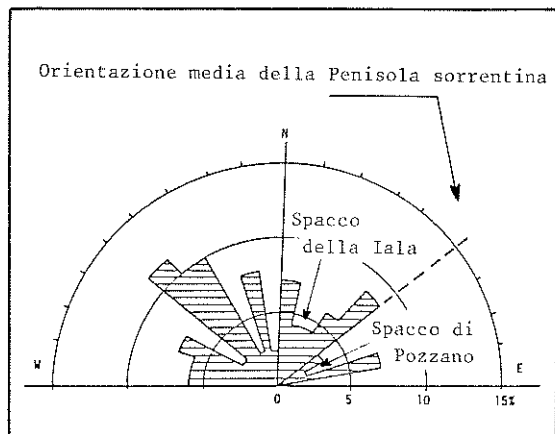 Orientazione media della Penisola sorrentina
N
Spacco
della Iala
Spacco di
Pozzano
W
E
0
5
10
15%